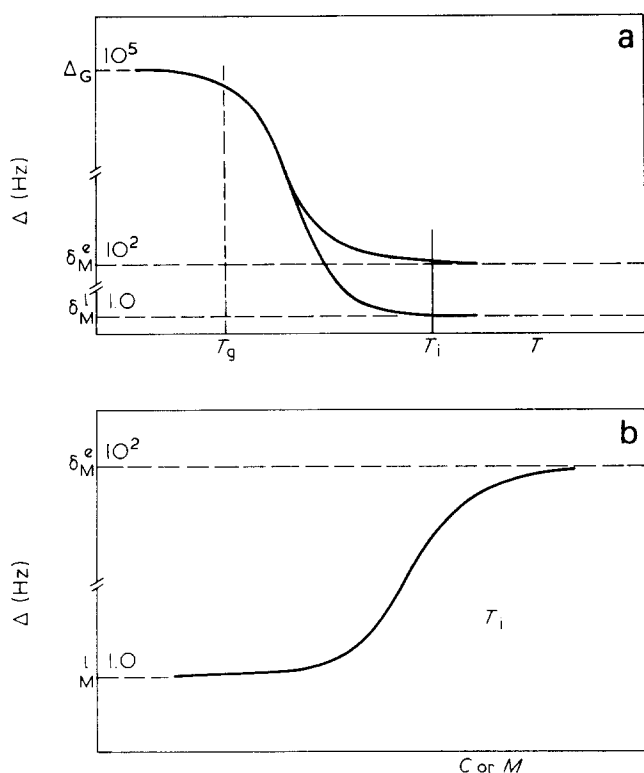 a
Δ_G 10^5
Δ (Hz)
δ_M^e 10^2
δ_M^l 1.0
T_g T_i T
b
δ_M^e 10^2
Δ (Hz)
T_i
_M^l 1.0
C or M